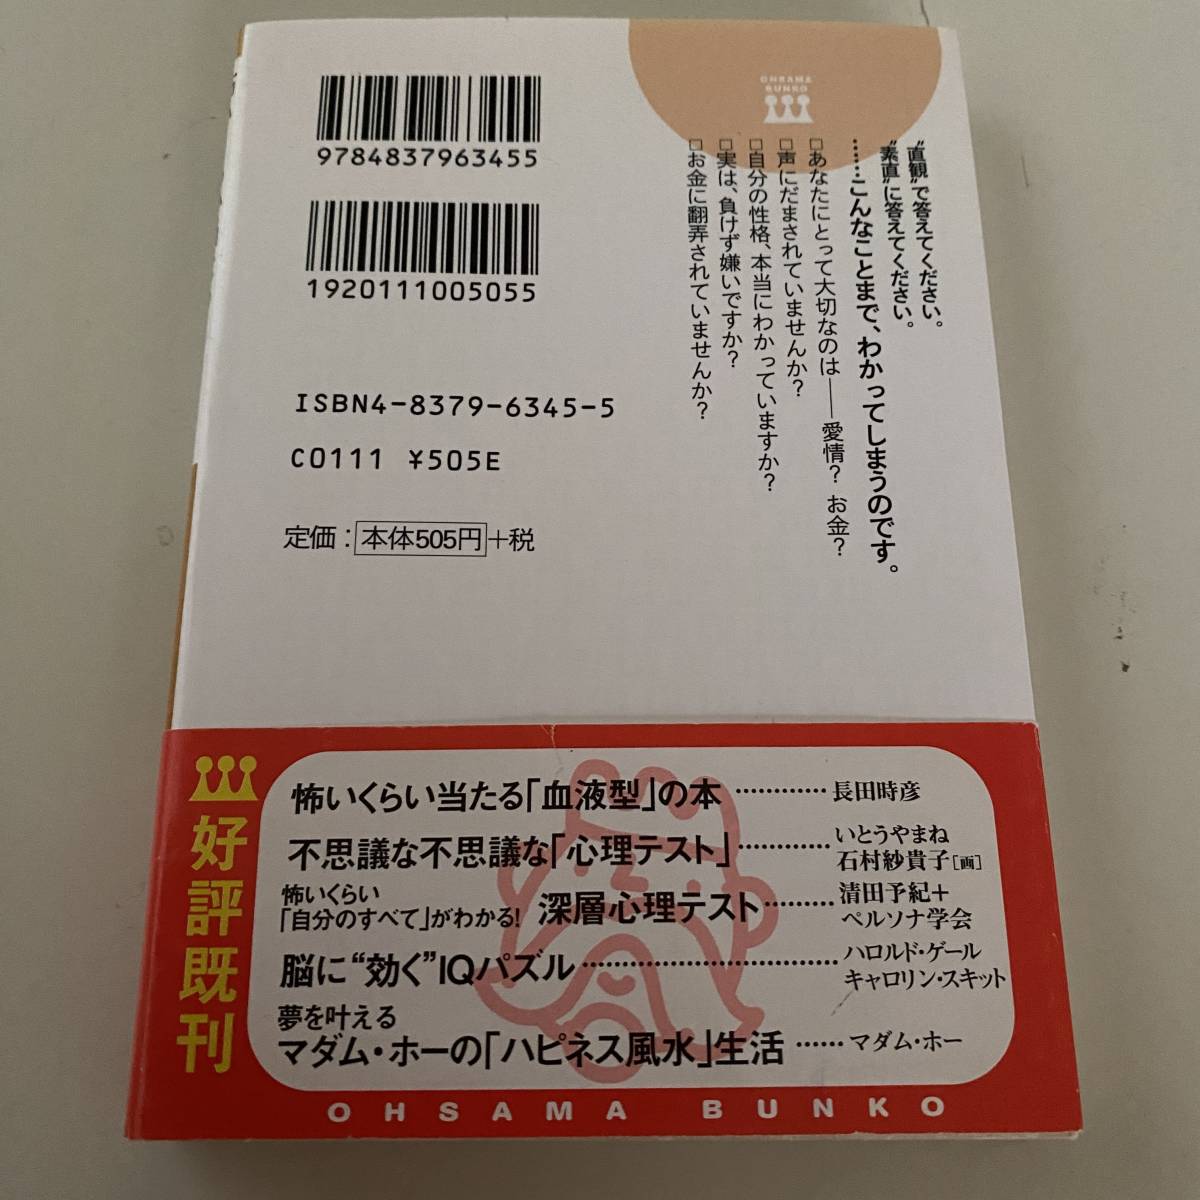 9784837963455
1920111005055
ISBN4-8379-6345-5
C0111 ¥505E
定価：本体505円+税
OHSAMA
BUNKO
“直観”で答えてください。
“素直”に答えてください。
……こんなことまで、わかってしまうのです。
□あなたにとって大切なのは──愛情？ お金？
□声にだまされていませんか？
□自分の性格、本当にわかっていますか？
□実は、負けず嫌いですか？
□お金に翻弄されていませんか？
好評既刊
怖いくらい当たる「血液型」の本…………長田時彦
不思議な不思議な「心理テスト」…………いとうやまね
石村紗貴子[画]
怖いくらい
「自分のすべて」がわかる！深層心理テスト………清田予紀+
ペルソナ学会
脳に“効く”IQパズル……………………………ハロルド・ゲール
キャロリン・スキット
夢を叶える
マダム・ホーの「ハピネス風水」生活……マダム・ホー
OHSAMA BUNKO